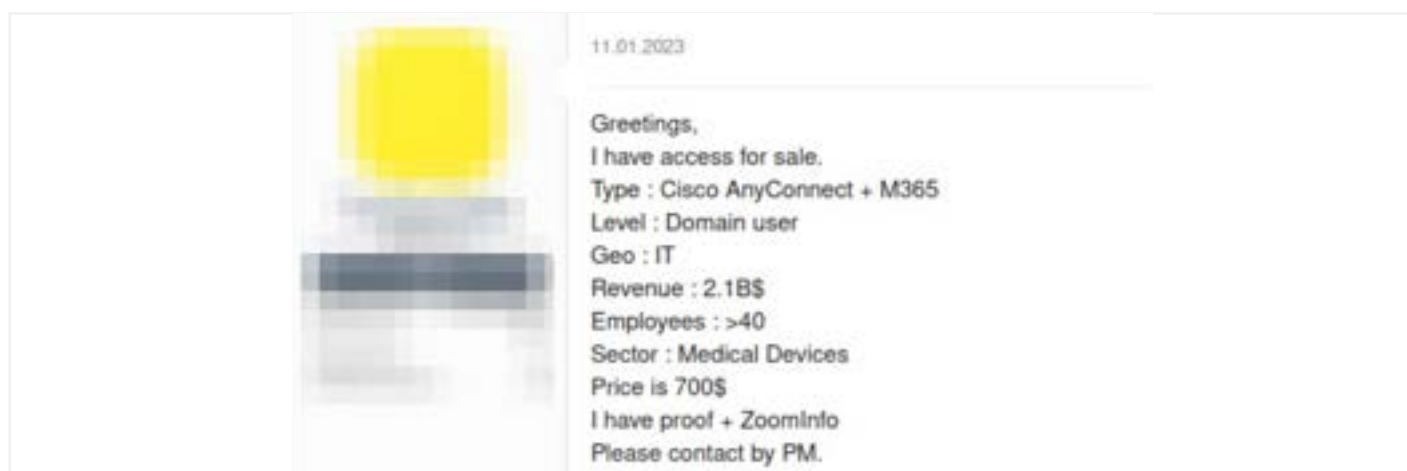 11.01.2023
Greetings,
I have access for sale.
Type : Cisco AnyConnect + M365
Level : Domain user
Geo : IT
Revenue : 2.1B$
Employees : >40
Sector : Medical Devices
Price is 700$
I have proof + ZoomInfo
Please contact by PM.